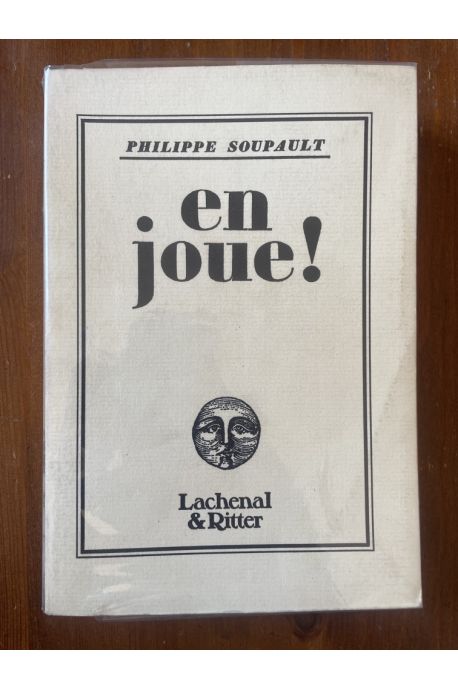 PHILIPPE SOUPAULT
en
joue!
Lachenal
& Ritter